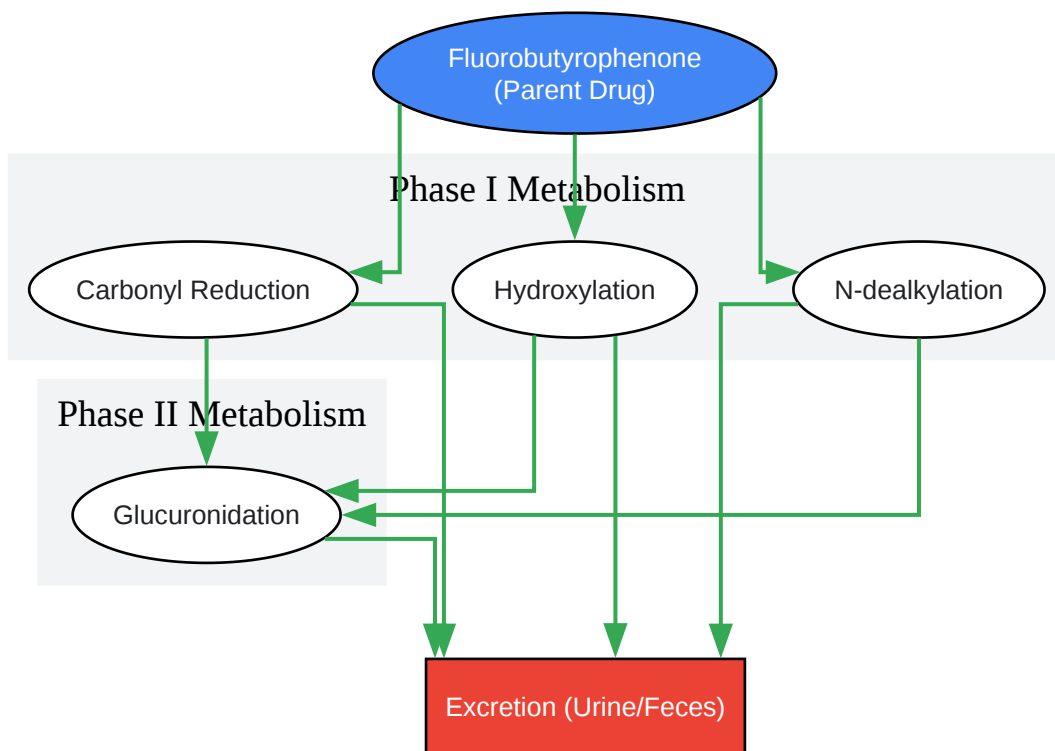 Fluorobutyrophenone
(Parent Drug)
Phase I Metabolism
Carbonyl Reduction
Hydroxylation
N-dealkylation
Phase II Metabolism
Glucuronidation
Excretion (Urine/Feces)